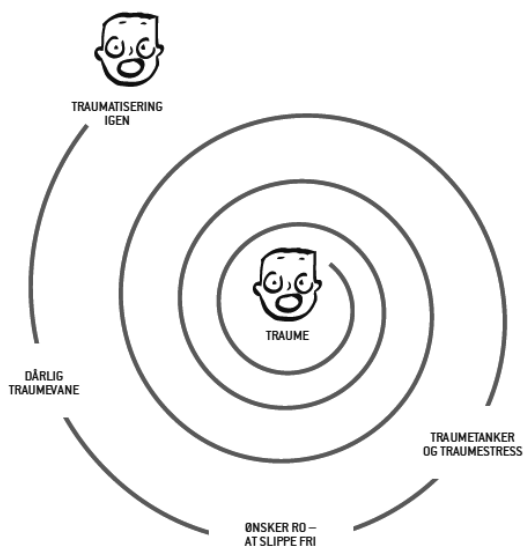 TRAUMATISERING
IGEN
TRAUME
DÅRLIG
TRAUMEVANE
TRAUMETANKER
OG TRAUMESTRESS
ØNSKER RO –
AT SLIPPE FRI